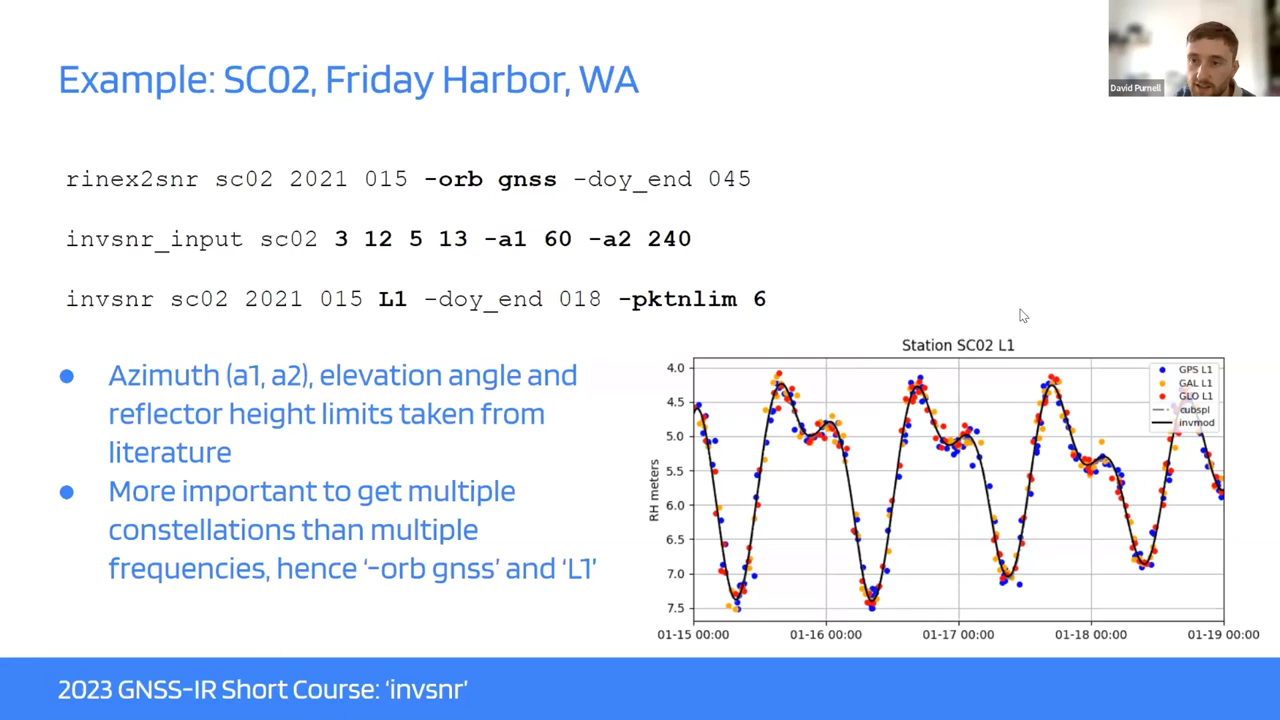 Example: SC02, Friday Harbor, WA
David Purnell
rinex2snr sc02 2021 015 -orb gnss -doy_end 045
invsnr_input sc02 3 12 5 13 -a1 60 -a2 240
invsnr sc02 2021 015 L1 -doy_end 018 -pktnlim 6
● Azimuth (a1, a2), elevation angle and
reflector height limits taken from
literature
● More important to get multiple
constellations than multiple
frequencies, hence ‘-orb gnss’ and ‘L1’
Station SC02 L1
GPS L1
GAL L1
GLO L1
cubspl
invmod
RH meters
4.0
4.5
5.0
5.5
6.0
6.5
7.0
7.5
01-15 00:00 01-16 00:00 01-17 00:00 01-18 00:00 01-19 00:00
2023 GNSS-IR Short Course: ‘invsnr’